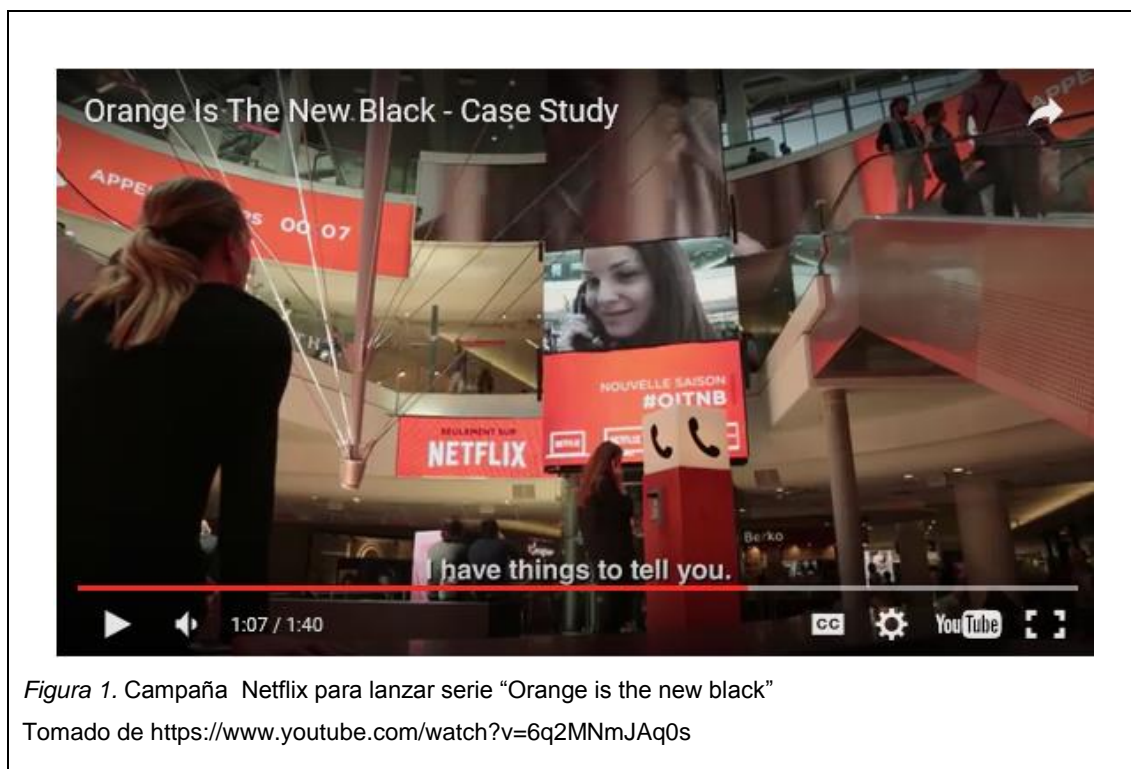 Orange Is The New Black - Case Study
00:07
NOUVELLE SAISON
#OITNB
SEULEMENT SUR
NETFLIX
Berko
I have things to tell you.
1:07 / 1:40
CC
YouTube
Figura 1. Campaña Netflix para lanzar serie “Orange is the new black”
Tomado de https://www.youtube.com/watch?v=6q2MNmJAq0s